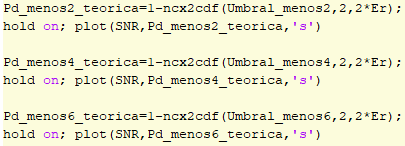 Pd_menos2_teorica=1-ncx2cdf(Umbral_menos2,2,2*Er);
hold on; plot(SNR,Pd_menos2_teorica,'s')
Pd_menos4_teorica=1-ncx2cdf(Umbral_menos4,2,2*Er);
hold on; plot(SNR,Pd_menos4_teorica,'s')
Pd_menos6_teorica=1-ncx2cdf(Umbral_menos6,2,2*Er);
hold on; plot(SNR,Pd_menos6_teorica,'s')